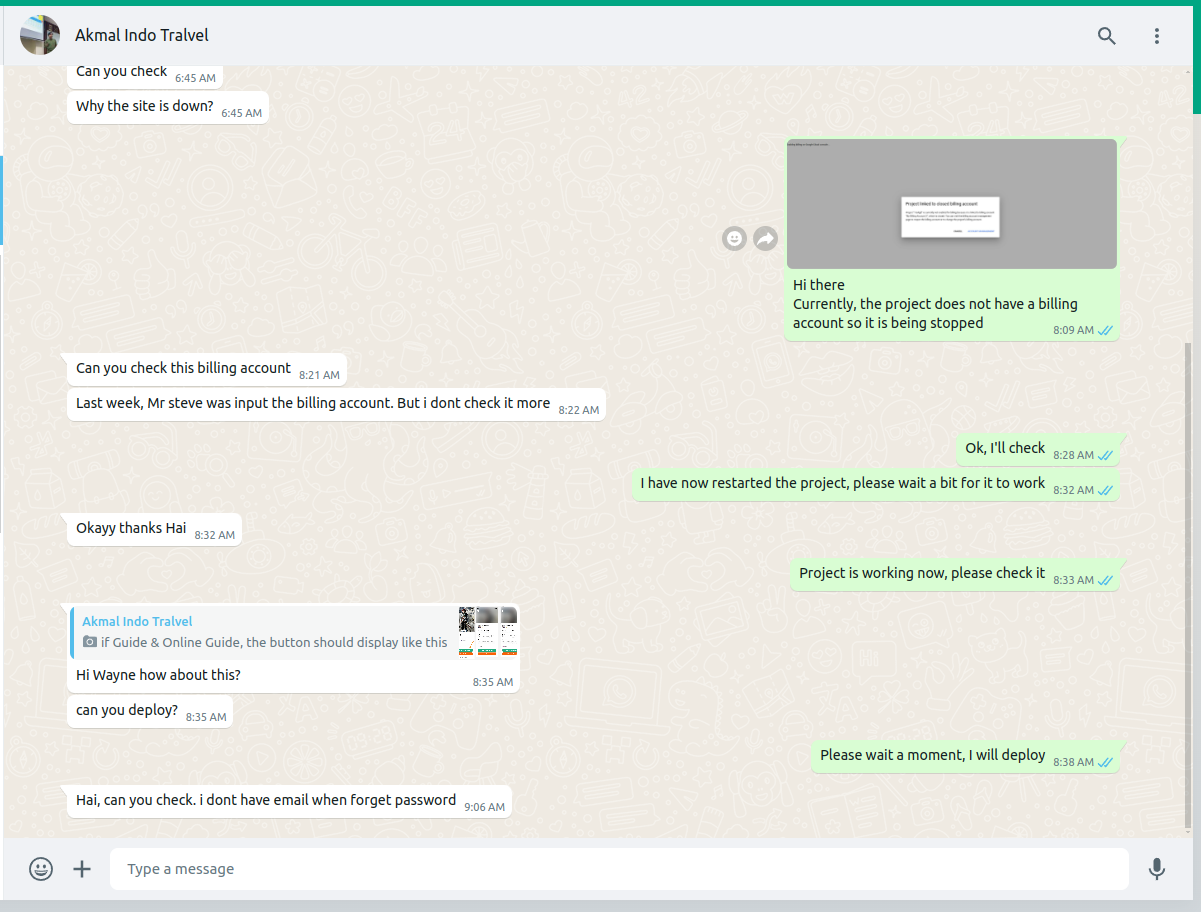 Akmal Indo Tralvel
Can you check 6:45 AM
Why the site is down? 6:45 AM
Project linked to closed billing account
Hi there
Currently, the project does not have a billing
account so it is being stopped 8:09 AM
Can you check this billing account 8:21 AM
Last week, Mr steve was input the billing account. But i dont check it more 8:22 AM
Ok, I'll check 8:28 AM
I have now restarted the project, please wait a bit for it to work 8:32 AM
Okayy thanks Hai 8:32 AM
Project is working now, please check it 8:33 AM
Akmal Indo Tralvel
if Guide & Online Guide, the button should display like this
Hi Wayne how about this? 8:35 AM
can you deploy? 8:35 AM
Please wait a moment, I will deploy 8:38 AM
Hai, can you check. i dont have email when forget password 9:06 AM
Type a message